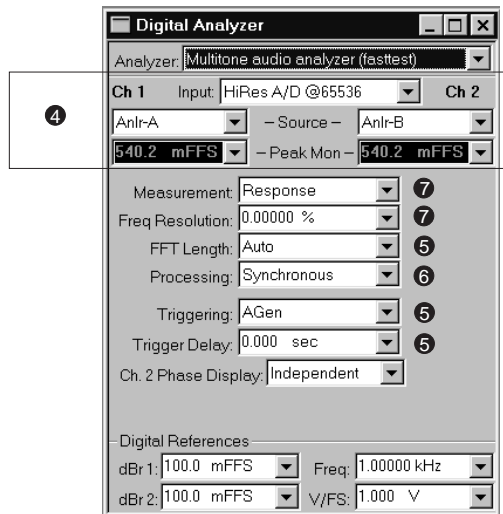 Digital Analyzer
Analyzer: Multitone audio analyzer (fasttest)
Ch 1 Input: HiRes A/D @65536 Ch 2
4
Anlr-A – Source – Anlr-B
540.2 mFFS – Peak Mon – 540.2 mFFS
Measurement: Response 7
Freq Resolution: 0.00000 % 7
FFT Length: Auto 5
Processing: Synchronous 6
Triggering: AGen 5
Trigger Delay: 0.000 sec 5
Ch. 2 Phase Display: Independent
Digital References
dBr 1: 100.0 mFFS Freq: 1.00000 kHz
dBr 2: 100.0 mFFS V/FS: 1.000 V